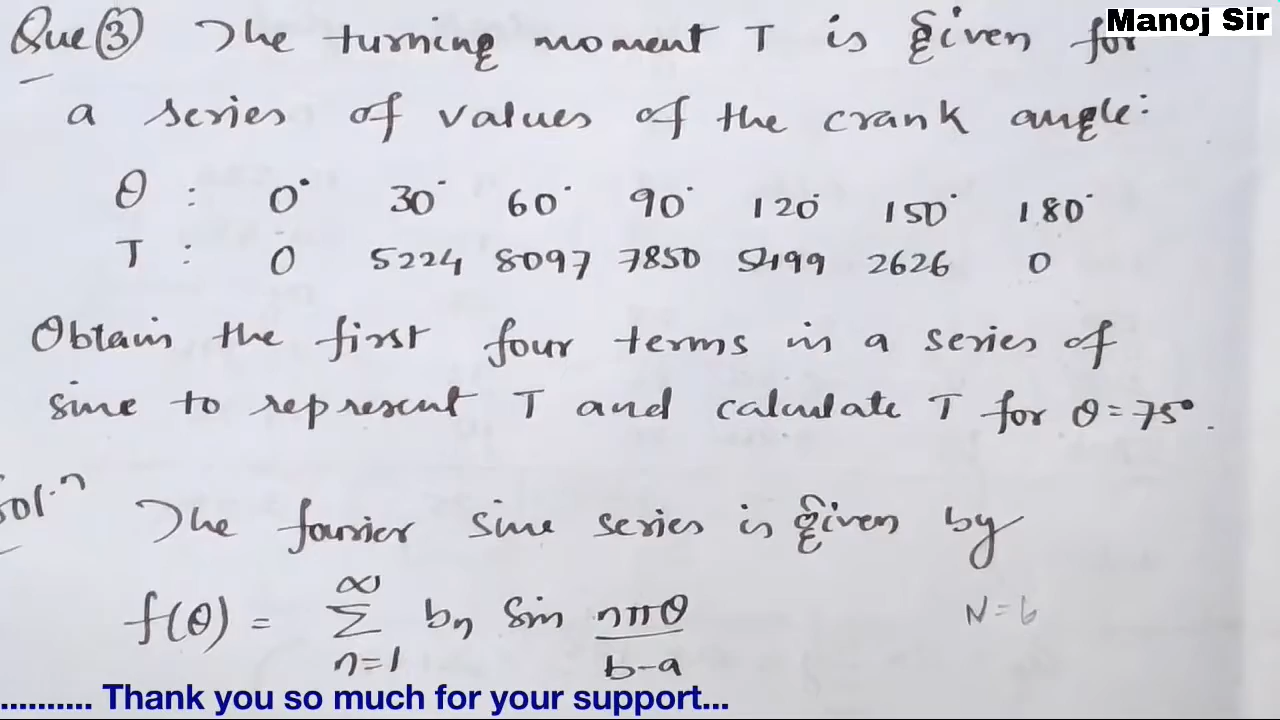 Manoj Sir
Que (3) The turning moment T is given for
a series of values of the crank angle:
θ : 0° 30° 60° 90° 120° 150° 180°
T : 0 5224 8097 7850 5499 2626 0
Obtain the first four terms in a series of
sine to represent T and calculate T for θ = 75°.
Sol.n The fourier sine series is given by
f(θ) = ∞ Σ n=1 bn Sin nπθ / b-a N=6
.......... Thank you so much for your support...